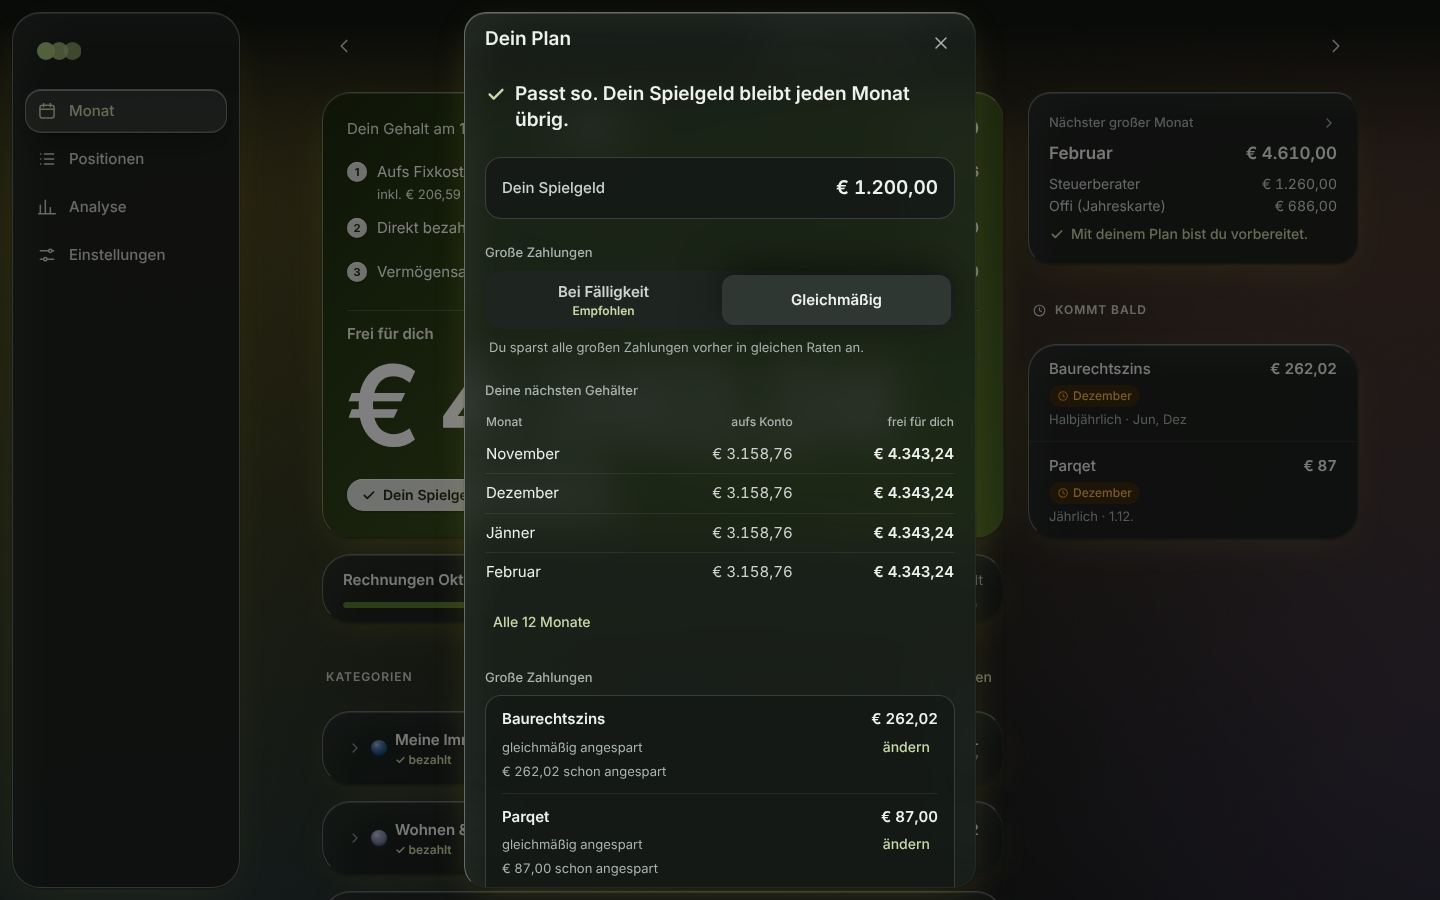 Monat
Positionen
Analyse
Einstellungen
Dein Gehalt am 1
1 Aufs Fixkost
inkl. € 206,59
2 Direkt bezah
3 Vermögensa
Frei für dich
€ 4
Dein Spielge
Rechnungen Okt
KATEGORIEN
Meine Im
bezahlt
Wohnen &
bezahlt
Dein Plan
Passt so. Dein Spielgeld bleibt jeden Monat
übrig.
Dein Spielgeld € 1.200,00
Große Zahlungen
Bei Fälligkeit
Empfohlen
Gleichmäßig
Du sparst alle großen Zahlungen vorher in gleichen Raten an.
Deine nächsten Gehälter
Monat aufs Konto frei für dich
November € 3.158,76 € 4.343,24
Dezember € 3.158,76 € 4.343,24
Jänner € 3.158,76 € 4.343,24
Februar € 3.158,76 € 4.343,24
Alle 12 Monate
Große Zahlungen
Baurechtszins € 262,02
gleichmäßig angespart ändern
€ 262,02 schon angespart
Parqet € 87,00
gleichmäßig angespart ändern
€ 87,00 schon angespart
en
Nächster großer Monat
Februar € 4.610,00
Steuerberater € 1.260,00
Offi (Jahreskarte) € 686,00
Mit deinem Plan bist du vorbereitet.
KOMMT BALD
Baurechtszins € 262,02
Dezember
Halbjährlich · Jun, Dez
Parqet € 87
Dezember
Jährlich · 1.12.